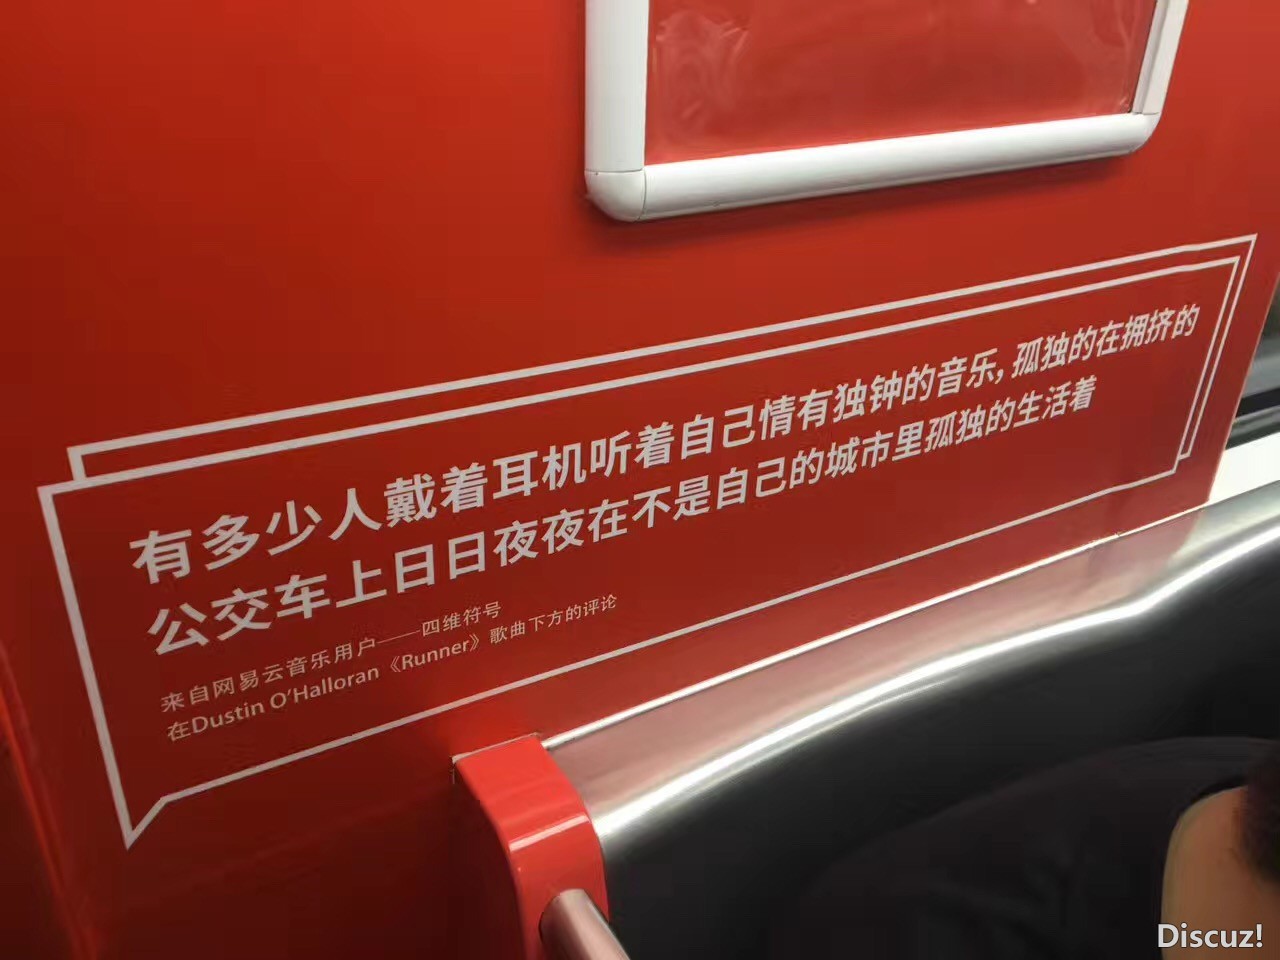 有多少人戴着耳机听着自己情有独钟的音乐,孤独的在拥挤的
公交车上日日夜夜在不是自己的城市里孤独的生活着
来自网易云音乐用户——四维符号
在Dustin O'Halloran《Runner》歌曲下方的评论
Discuz!